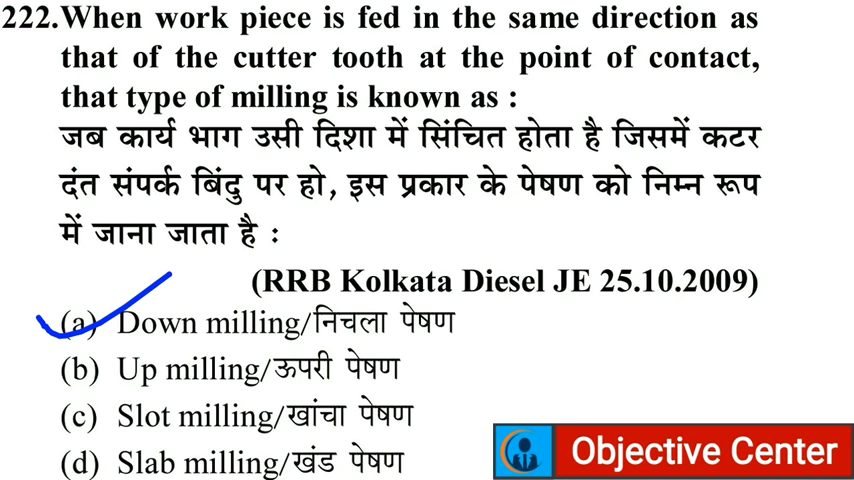 222.When work piece is fed in the same direction as
that of the cutter tooth at the point of contact,
that type of milling is known as :
जब कार्य भाग उसी दिशा में सिंचित होता है जिसमें कटर
दंत संपर्क बिंदु पर हो, इस प्रकार के पेषण को निम्न रूप
में जाना जाता है :
(RRB Kolkata Diesel JE 25.10.2009)
(a) Down milling/निचला पेषण
(b) Up milling/ऊपरी पेषण
(c) Slot milling/खांचा पेषण
(d) Slab milling/खंड पेषण
Objective Center